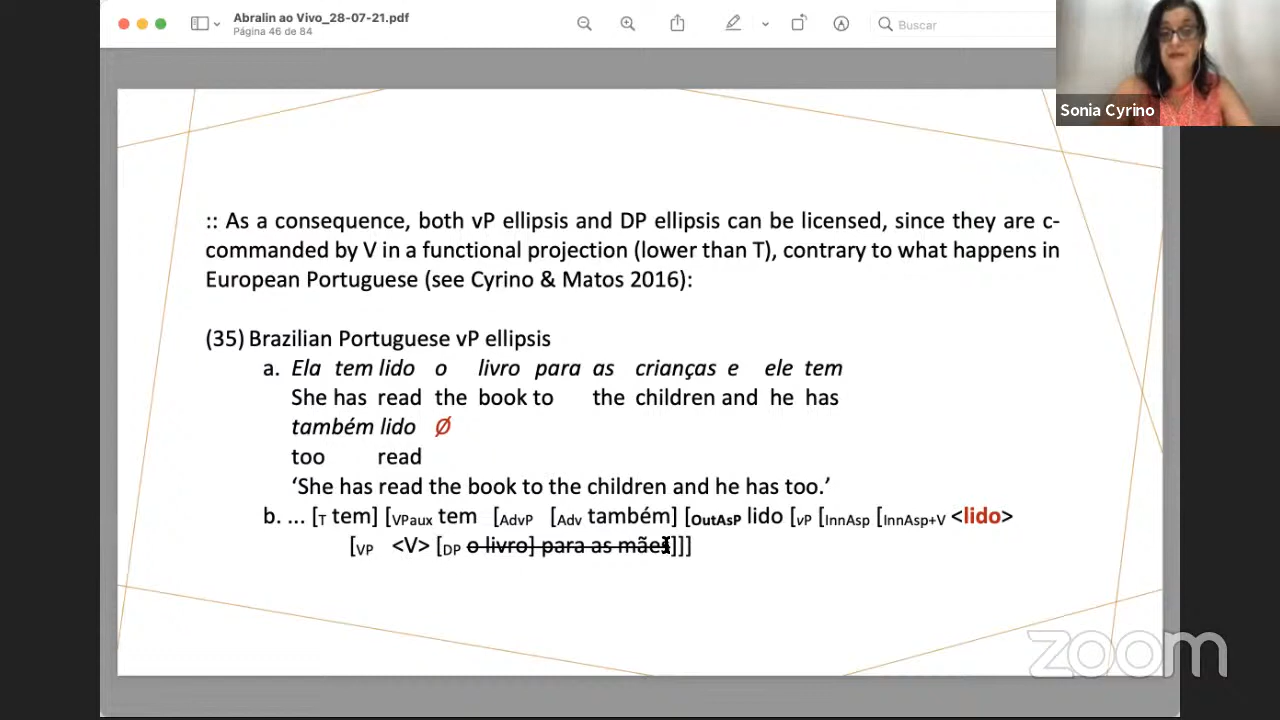 Abralin ao Vivo_28-07-21.pdf
Página 46 de 84
Buscar
Sonia Cyrino
:: As a consequence, both vP ellipsis and DP ellipsis can be licensed, since they are c-
commanded by V in a functional projection (lower than T), contrary to what happens in
European Portuguese (see Cyrino & Matos 2016):
(35) Brazilian Portuguese vP ellipsis
a. Ela tem lido o livro para as crianças e ele tem
She has read the book to the children and he has
também lido Ø
too read
‘She has read the book to the children and he has too.’
b. ... [T tem] [VPaux tem [AdvP [Adv também] [OutAsP lido [vP [InnAsp [InnAsp+V <lido>
[VP <V> [DP o livro] para as mães]]]
zoom